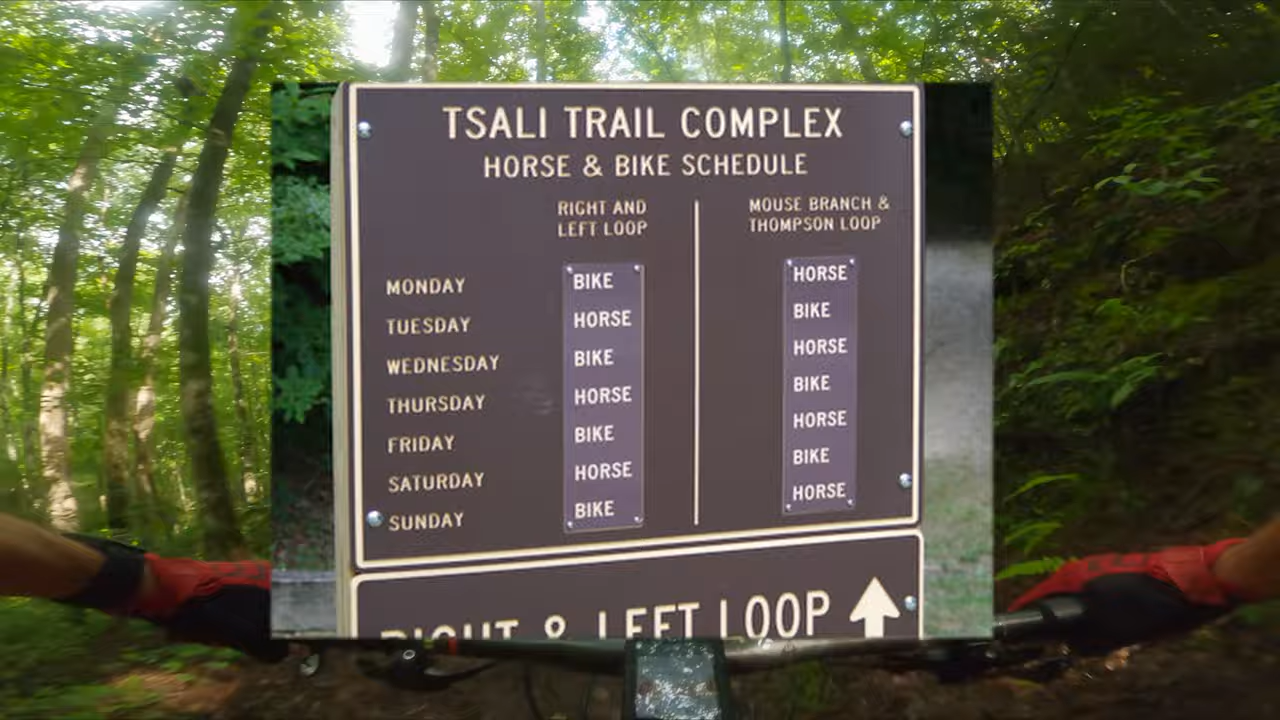 TSALI TRAIL COMPLEX
HORSE & BIKE SCHEDULE
RIGHT AND
LEFT LOOP
MOUSE BRANCH &
THOMPSON LOOP
MONDAY BIKE HORSE
TUESDAY HORSE BIKE
WEDNESDAY BIKE HORSE
THURSDAY HORSE BIKE
FRIDAY BIKE HORSE
SATURDAY HORSE BIKE
SUNDAY BIKE HORSE
RIGHT & LEFT LOOP